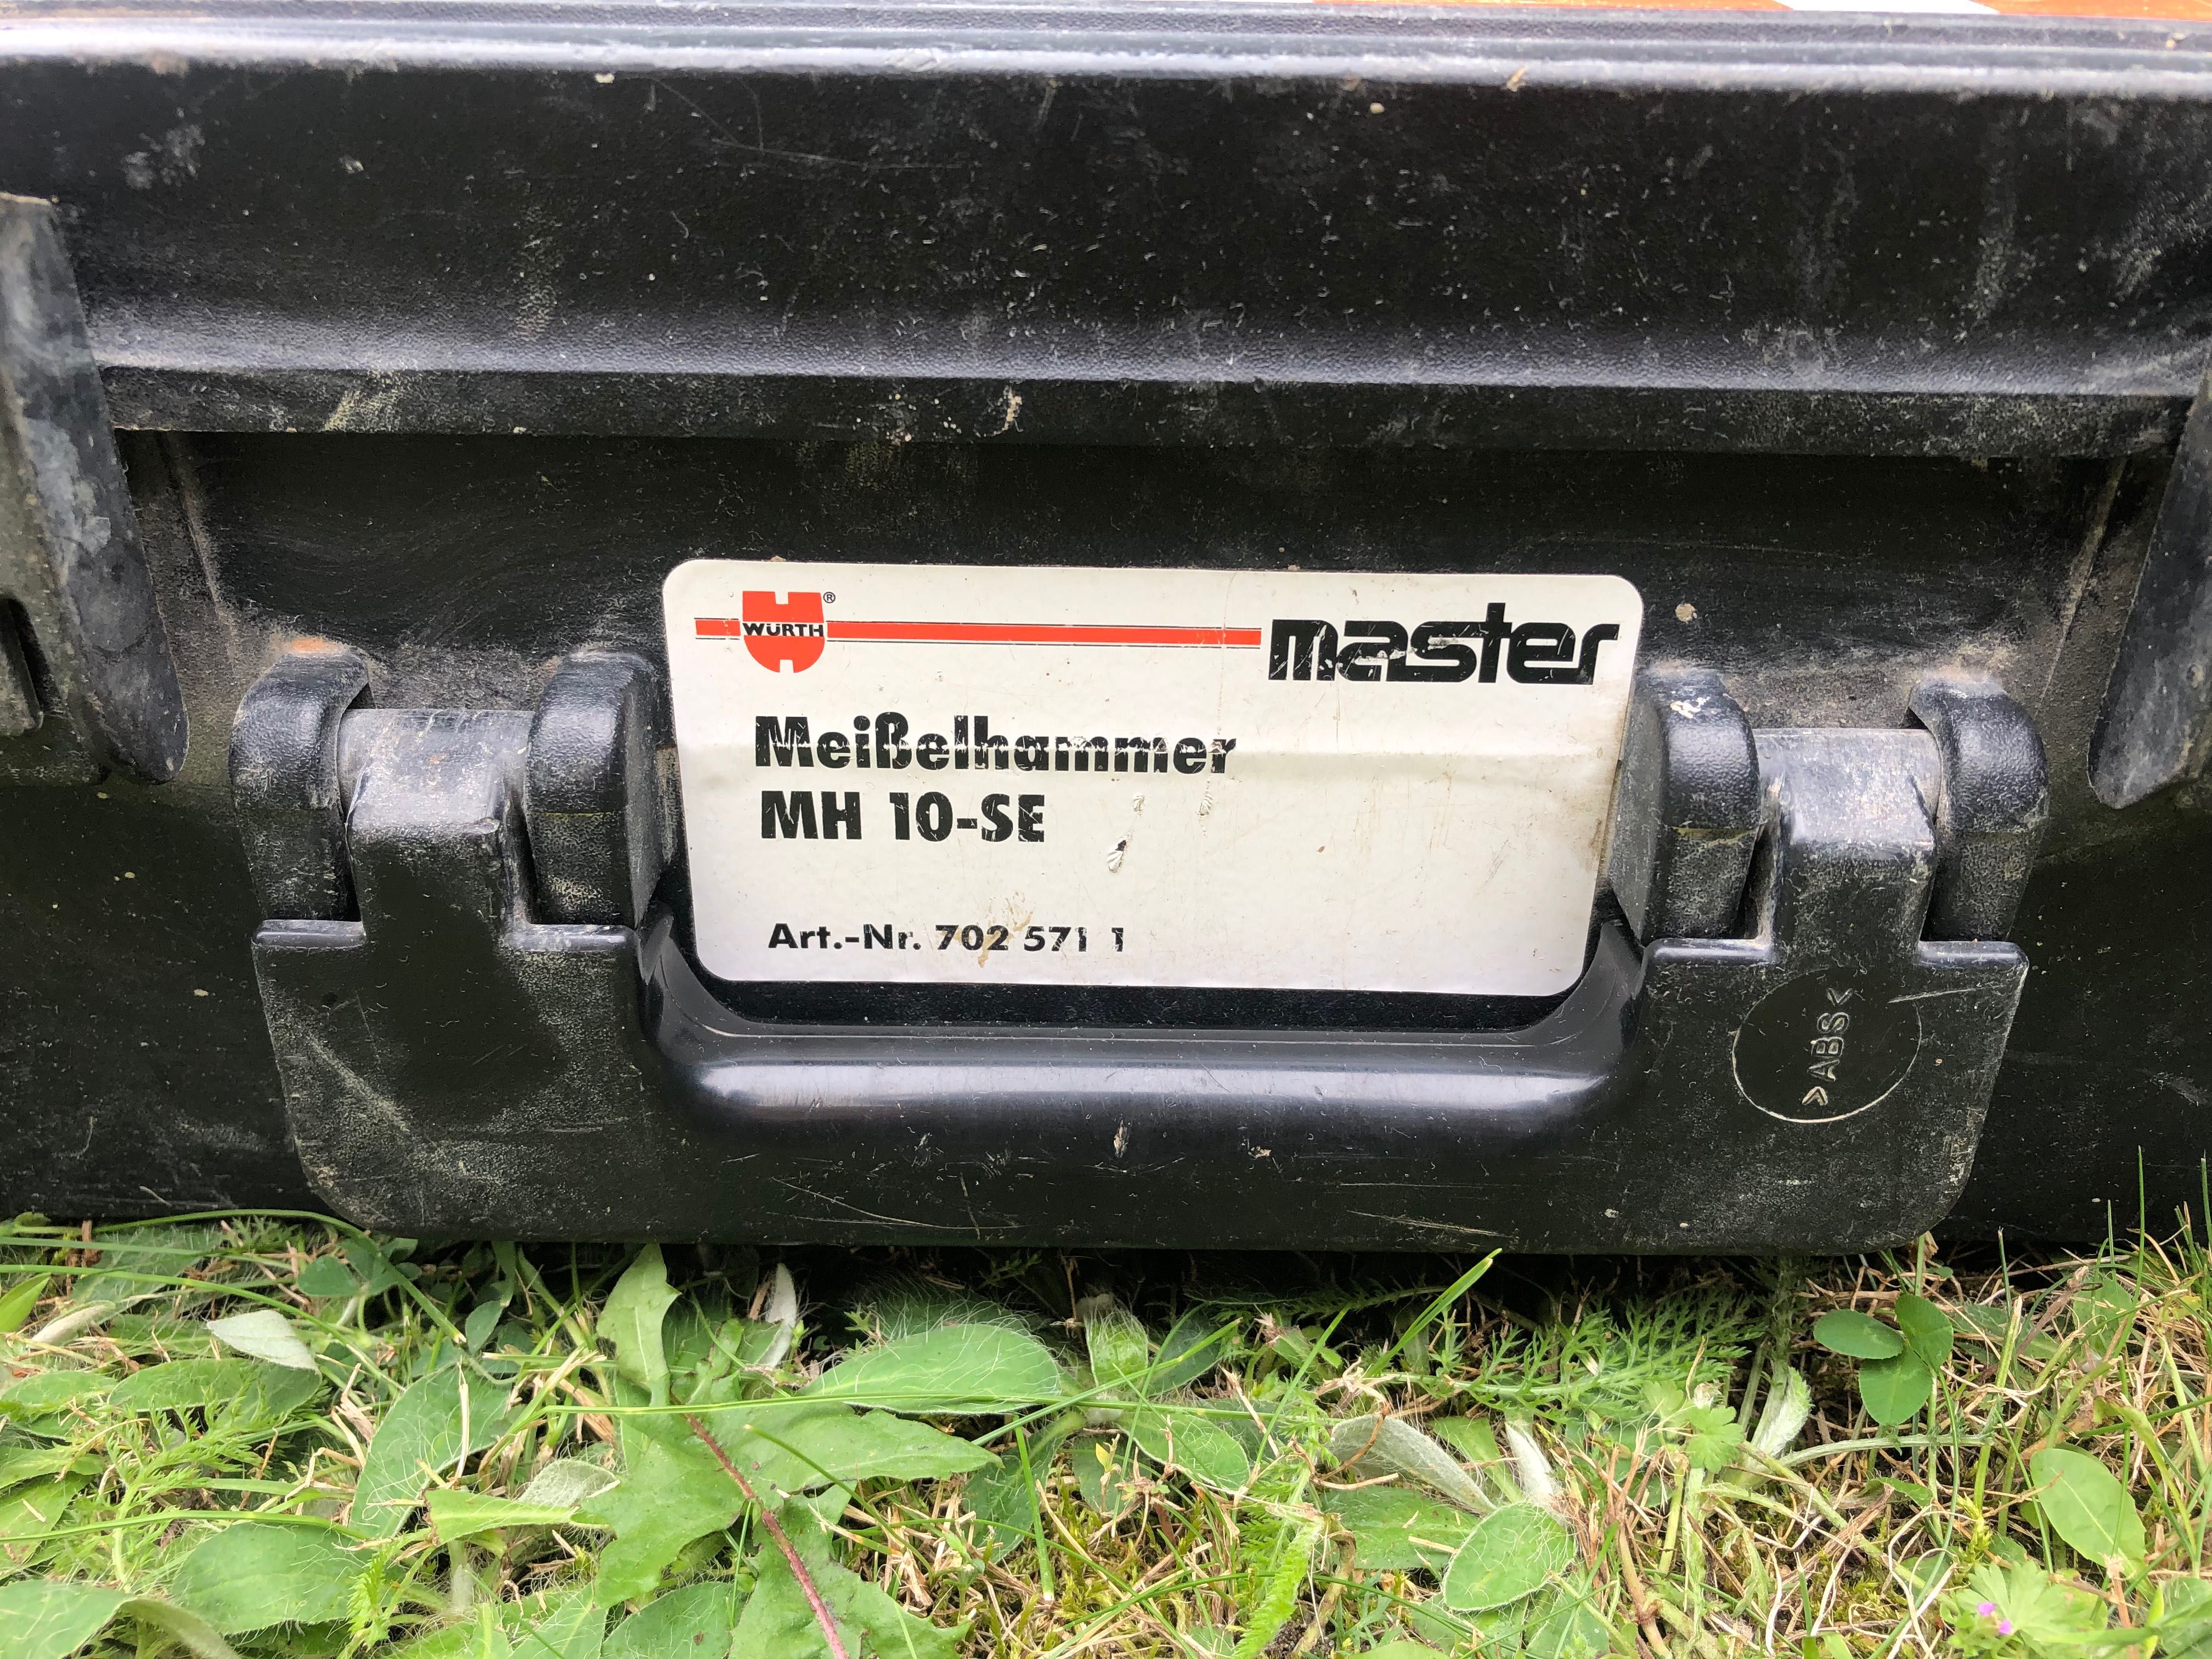 WÜRTH®
master
Meißelhammer
MH 10-SE
Art.-Nr. 702 571 1
>ABS<